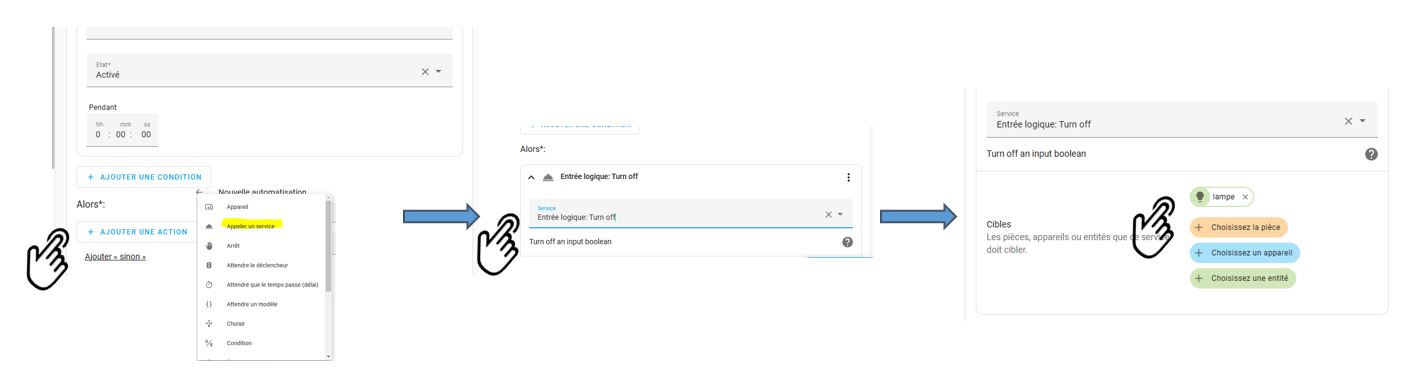 État*
Activé
Pendant
hh mm ss
0 : 00 : 00
+ AJOUTER UNE CONDITION
Alors*:
+ AJOUTER UNE ACTION
Ajouter « sinon »
Nouvelle automatisation
Appareil
Appeler un service
Arrêt
Attendre le déclencheur
Attendre que le temps passe (délai)
Attendre un modèle
Choisir
Condition
Alors*:
Entrée logique: Turn off
Service
Entrée logique: Turn off
Turn off an input boolean
Service
Entrée logique: Turn off
Turn off an input boolean
Cibles
Les pièces, appareils ou entités que ce service
doit cibler.
lampe
+ Choisissez la pièce
+ Choisissez un appareil
+ Choisissez une entité